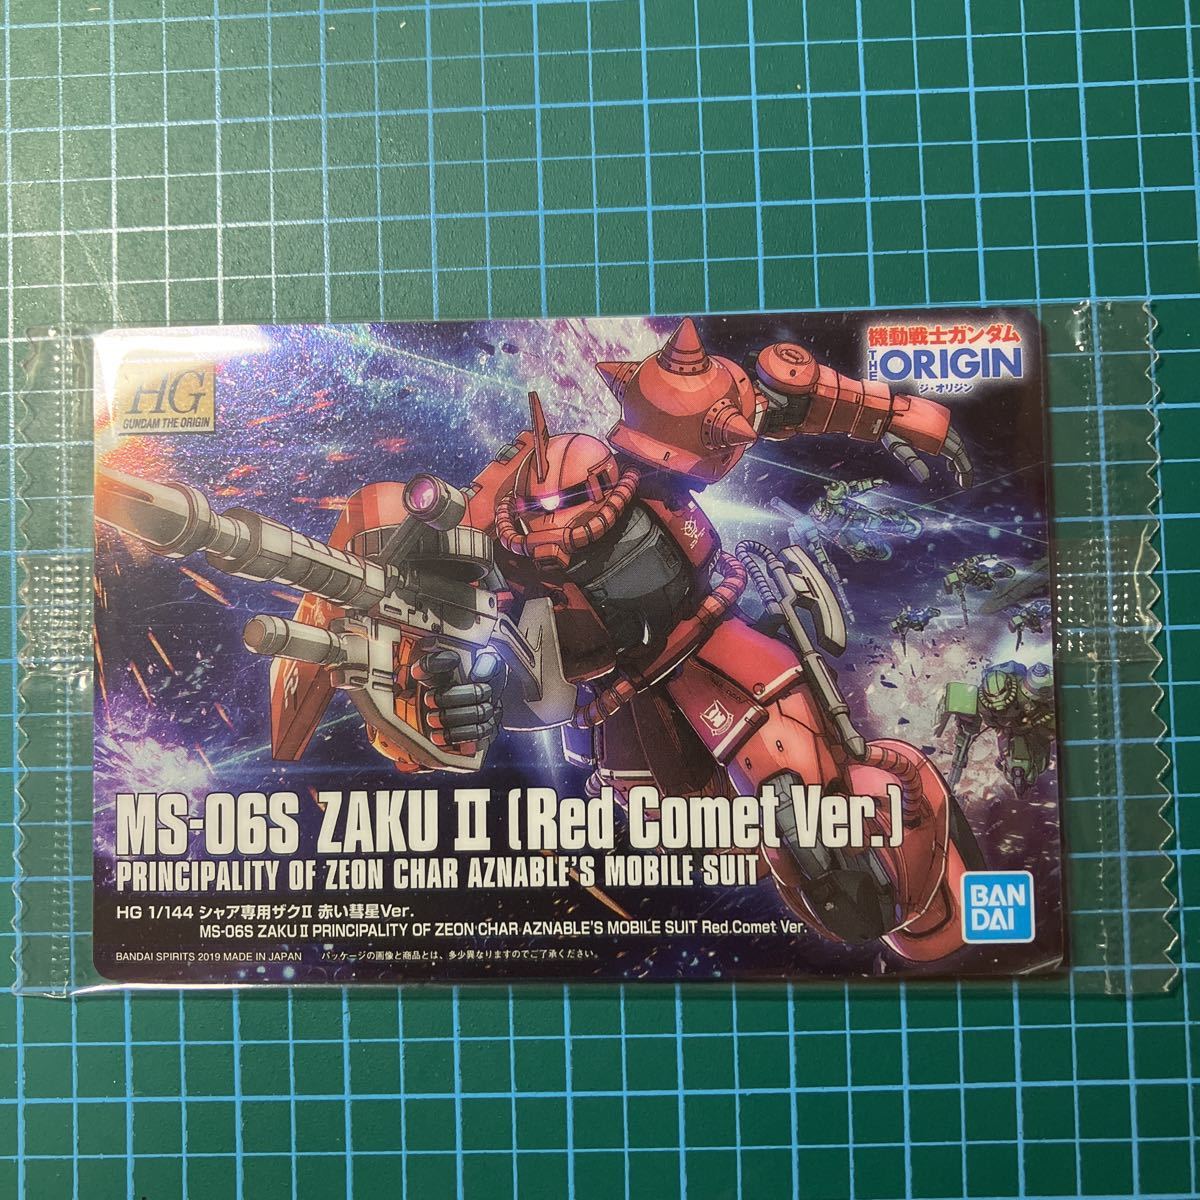 機動戦士ガンダム
THE ORIGIN
ジ・オリジン
HG
GUNDAM THE ORIGIN
MS-06S ZAKU II (Red Comet Ver.)
PRINCIPALITY OF ZEON CHAR AZNABLE'S MOBILE SUIT
HG 1/144 シャア専用ザクII 赤い彗星Ver.
MS-06S ZAKU II PRINCIPALITY OF ZEON CHAR AZNABLE'S MOBILE SUIT Red.Comet Ver.
BANDAI SPIRITS 2019 MADE IN JAPAN パッケージの画像と商品とは、多少異なりますのでご了承ください。
BAN
DAI